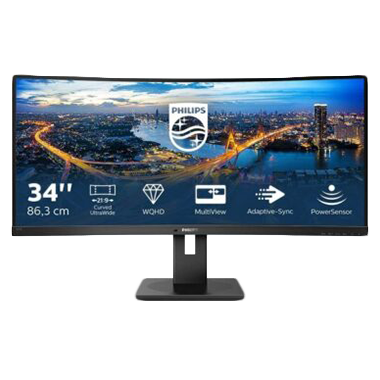 PHILIPS
34''
86,3 cm
21:9
Curved
UltraWide
WQHD
MultiView
Adaptive-Sync
PowerSensor
PHILIPS